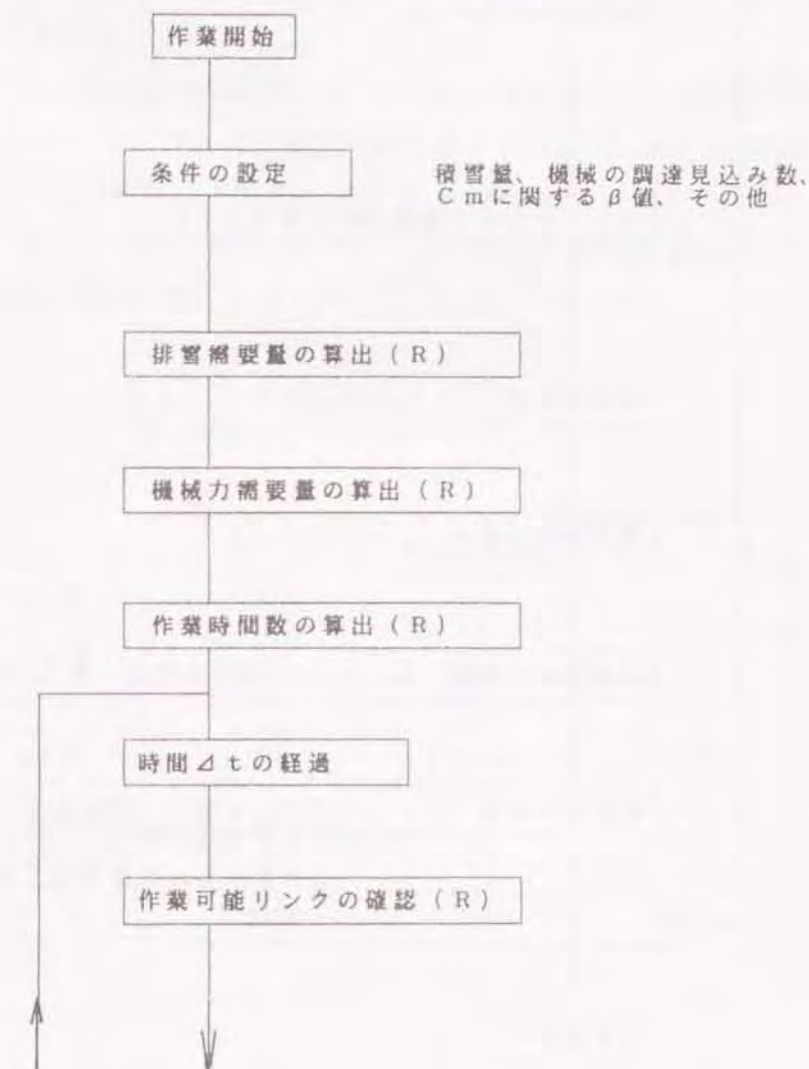 作業開始
条件の設定
積雪量、機械の調達見込み数、
Cmに関するβ値、その他
排雪需要量の算出（R）
機械力需要量の算出（R）
作業時間数の算出（R）
時間⊿tの経過
作業可能リンクの確認（R）